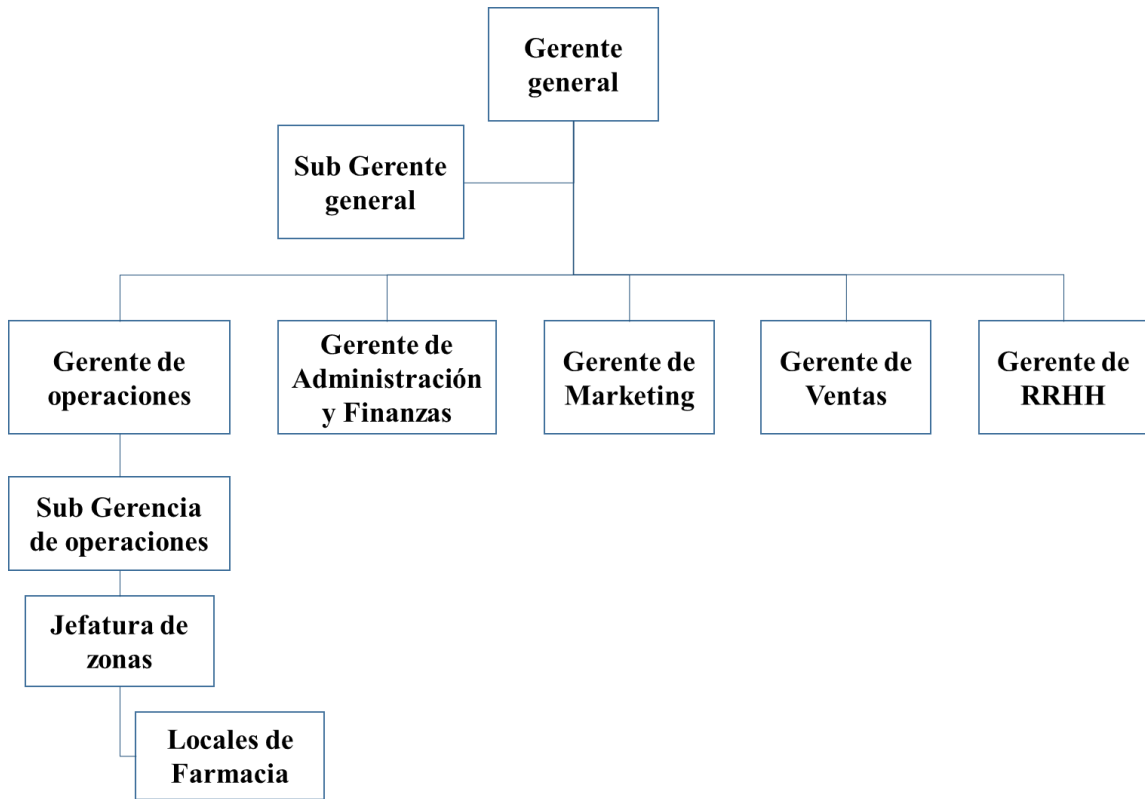 Gerente
general
Sub Gerente
general
Gerente de
operaciones
Gerente de
Administración
y Finanzas
Gerente de
Marketing
Gerente de
Ventas
Gerente de
RRHH
Sub Gerencia
de operaciones
Jefatura de
zonas
Locales de
Farmacia